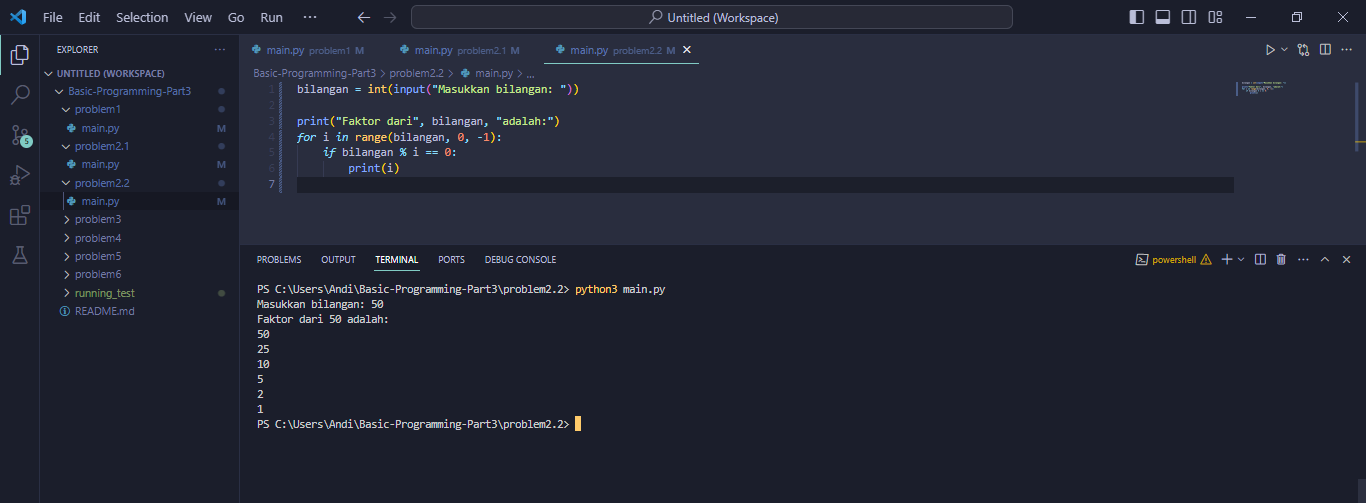 File Edit Selection View Go Run ··· Untitled (Workspace)
EXPLORER ···
UNTITLED (WORKSPACE)
Basic-Programming-Part3
problem1
main.py M
problem2.1
main.py M
problem2.2
main.py M
problem3
problem4
problem5
problem6
running_test
README.md
5
main.py problem1 M main.py problem2.1 M main.py problem2.2 M
Basic-Programming-Part3 > problem2.2 > main.py > ...
1 bilangan = int(input("Masukkan bilangan: "))
2
3 print("Faktor dari", bilangan, "adalah:")
4 for i in range(bilangan, 0, -1):
5 if bilangan % i == 0:
6 print(i)
7
PROBLEMS OUTPUT TERMINAL PORTS DEBUG CONSOLE powershell
PS C:\Users\Andi\Basic-Programming-Part3\problem2.2> python3 main.py
Masukkan bilangan: 50
Faktor dari 50 adalah:
50
25
10
5
2
1
PS C:\Users\Andi\Basic-Programming-Part3\problem2.2>